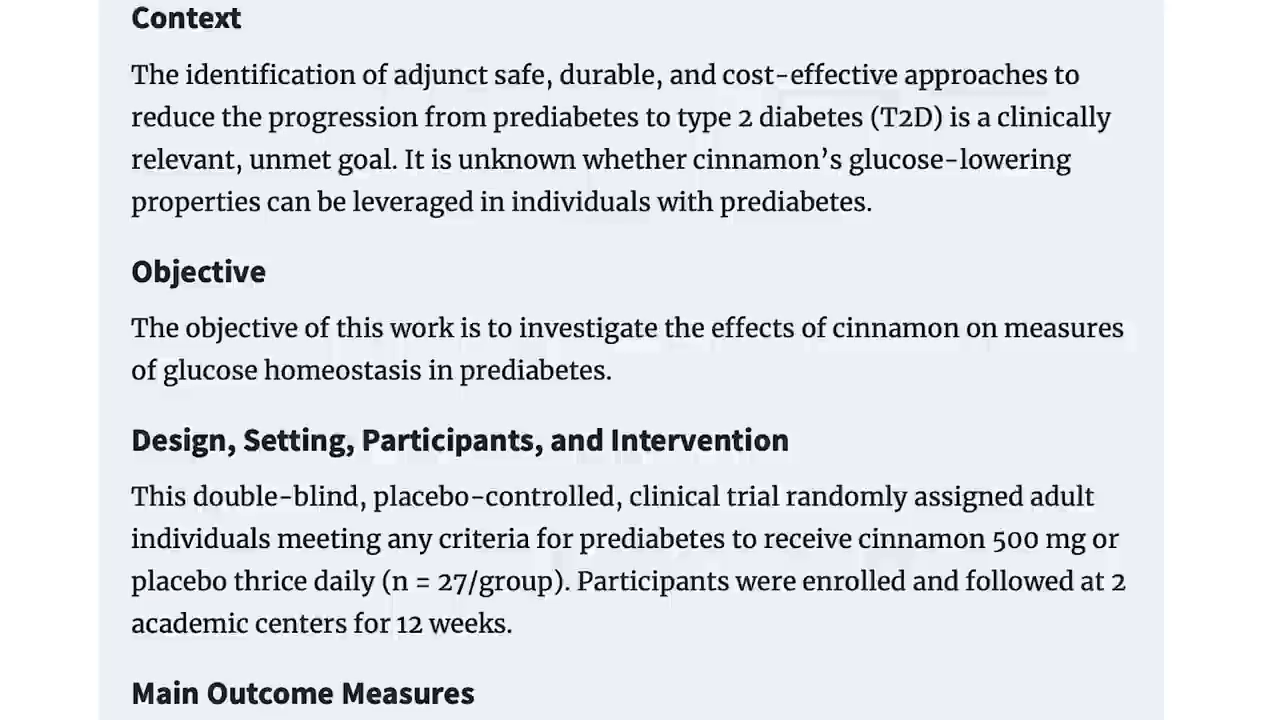 Context
The identification of adjunct safe, durable, and cost-effective approaches to
reduce the progression from prediabetes to type 2 diabetes (T2D) is a clinically
relevant, unmet goal. It is unknown whether cinnamon’s glucose-lowering
properties can be leveraged in individuals with prediabetes.
Objective
The objective of this work is to investigate the effects of cinnamon on measures
of glucose homeostasis in prediabetes.
Design, Setting, Participants, and Intervention
This double-blind, placebo-controlled, clinical trial randomly assigned adult
individuals meeting any criteria for prediabetes to receive cinnamon 500 mg or
placebo thrice daily (n = 27/group). Participants were enrolled and followed at 2
academic centers for 12 weeks.
Main Outcome Measures